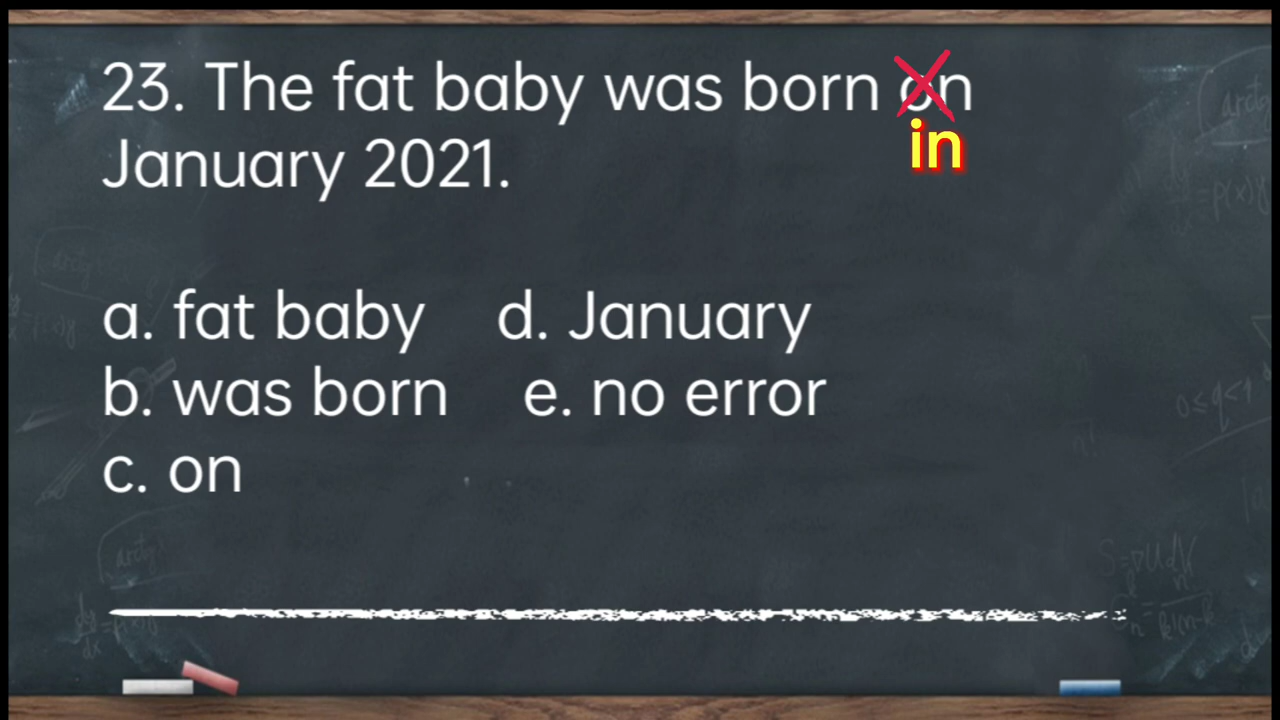 23. The fat baby was born on
in
January 2021.
a. fat baby d. January
b. was born e. no error
c. on